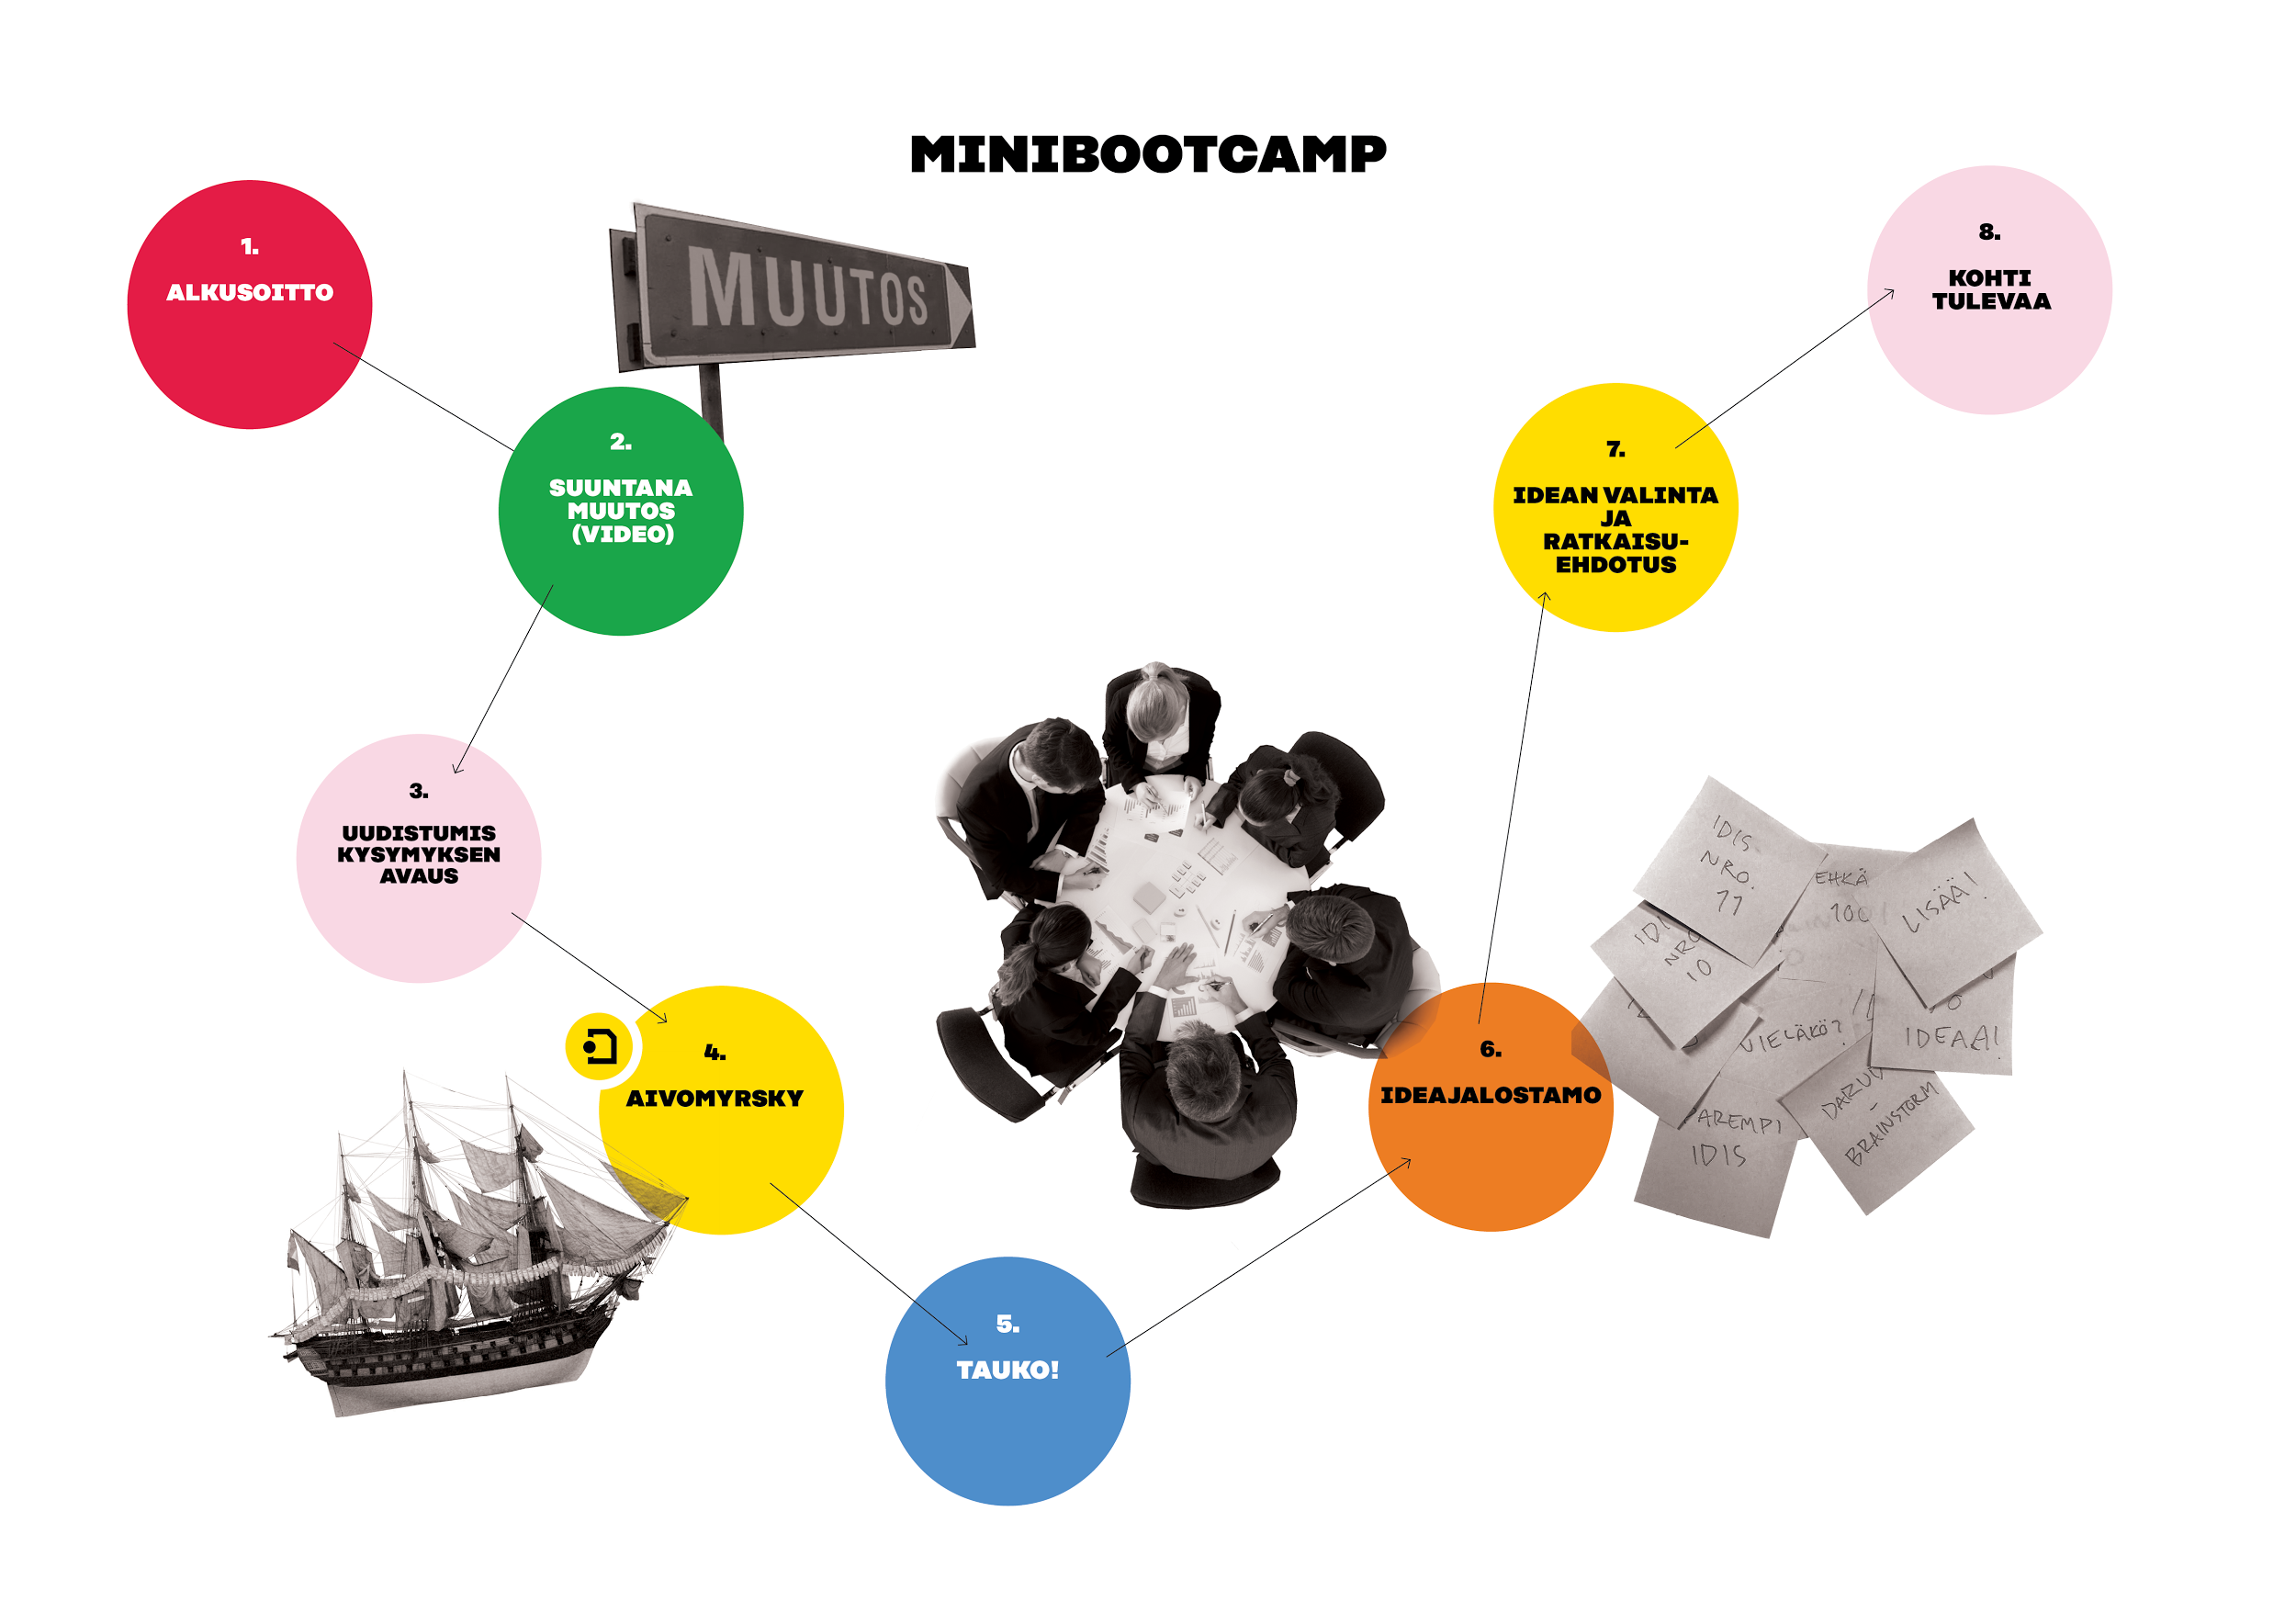 MINIBOOTCAMP
1.
ALKUSOITTO
MUUTOS
2.
SUUNTANA
MUUTOS
(VIDEO)
3.
UUDISTUMIS
KYSYMYKSEN
AVAUS
4.
AIVOMYRSKY
5.
TAUKO!
6.
IDEAJALOSTAMO
7.
IDEAN VALINTA
JA
RATKAISU-
EHDOTUS
8.
KOHTI
TULEVAA
IDIS
NRO.
11
EHKÄ
100
LISÄÄ!
NRO
10
VIELÄKÖ?
IDEAA!
AREMPI
IDIS
BRAINSTORM